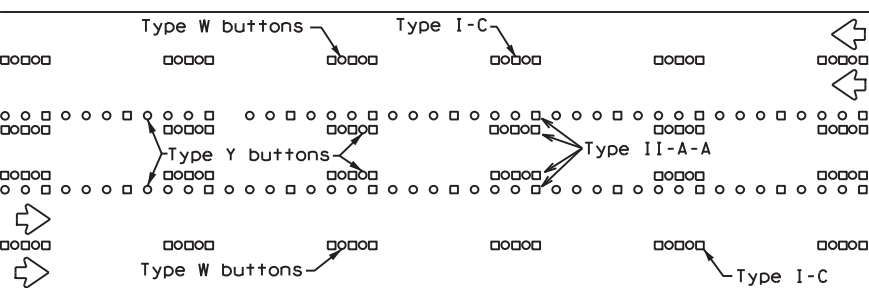 Type W buttons
Type I-C
Type Y buttons
Type II-A-A
Type W buttons
Type I-C